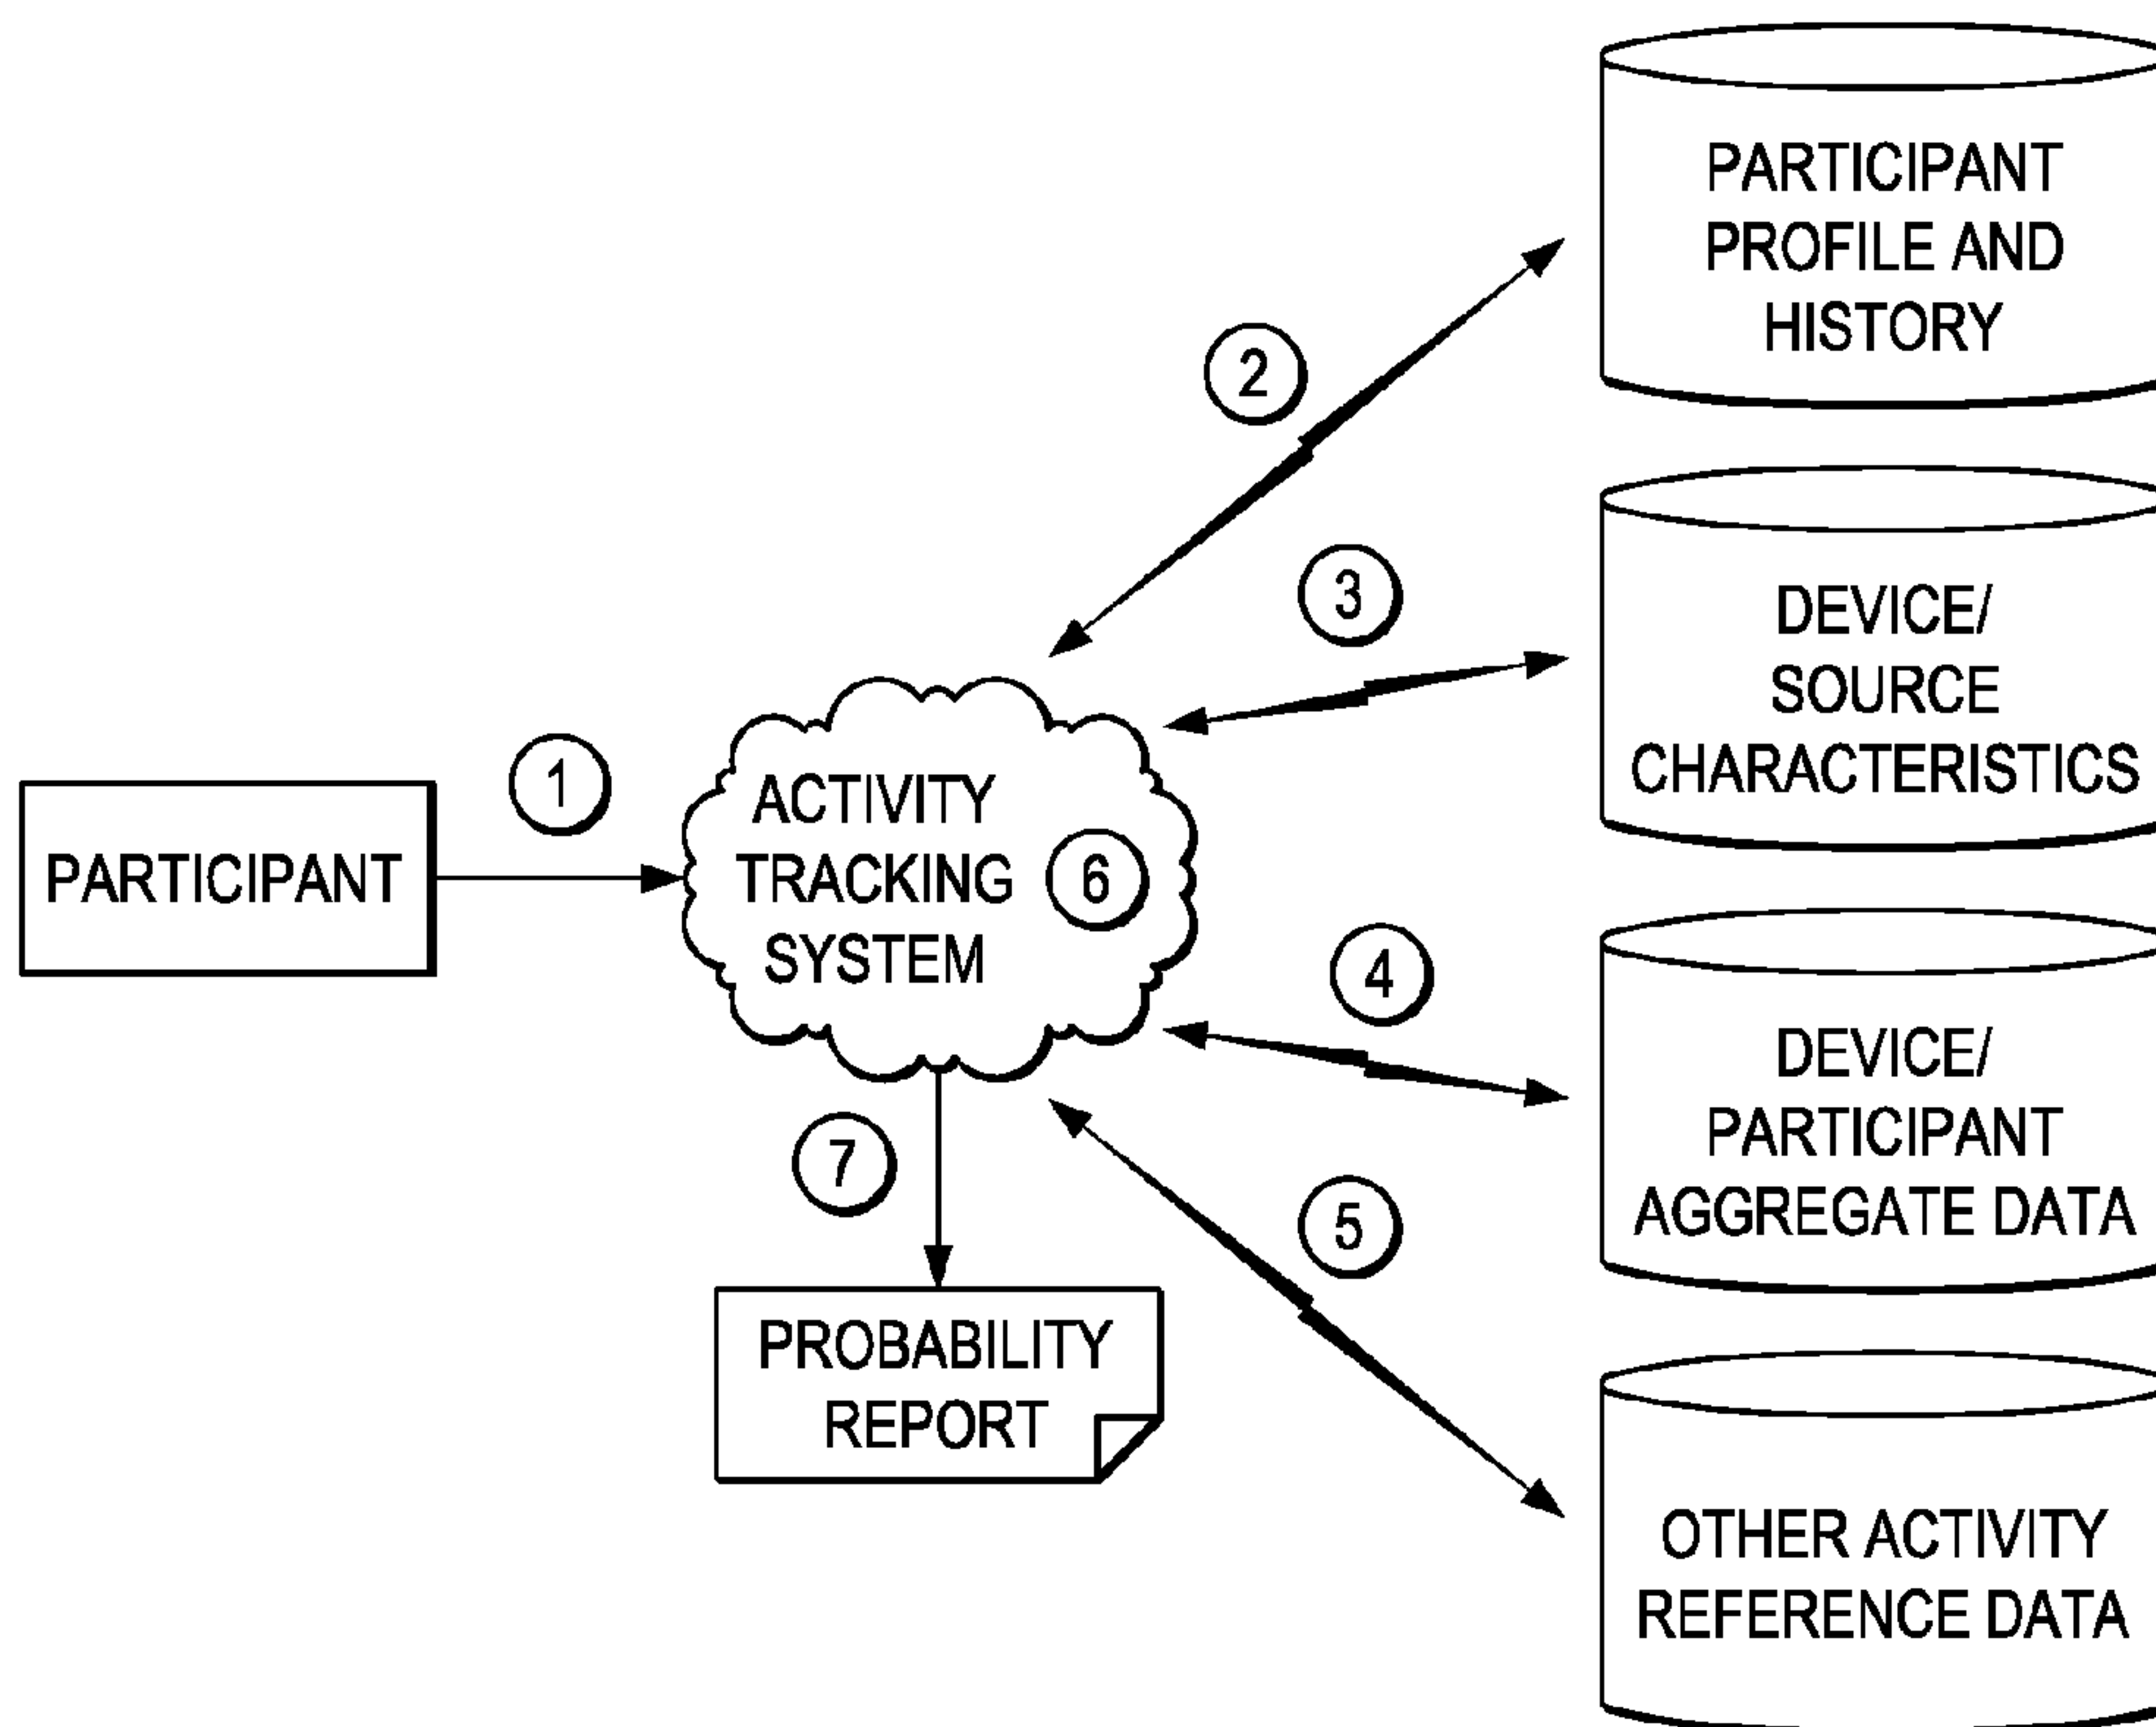 PARTICIPANT
PROFILE AND
HISTORY
2
3
DEVICE/
SOURCE
CHARACTERISTICS
1
PARTICIPANT
ACTIVITY
TRACKING
SYSTEM
6
4
DEVICE/
PARTICIPANT
AGGREGATE DATA
7
5
PROBABILITY
REPORT
OTHER ACTIVITY
REFERENCE DATA